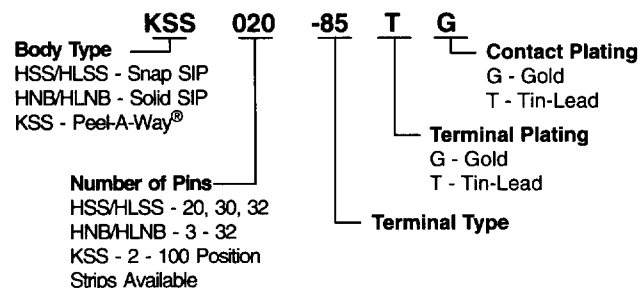 KSS 020 -85 T G
Body Type
HSS/HLSS - Snap SIP
HNB/HLNB - Solid SIP
KSS - Peel-A-Way®
Contact Plating
G - Gold
T - Tin-Lead
Terminal Plating
G - Gold
T - Tin-Lead
Number of Pins
HSS/HLSS - 20, 30, 32
HNB/HLNB - 3 - 32
KSS - 2 - 100 Position
Strips Available
Terminal Type